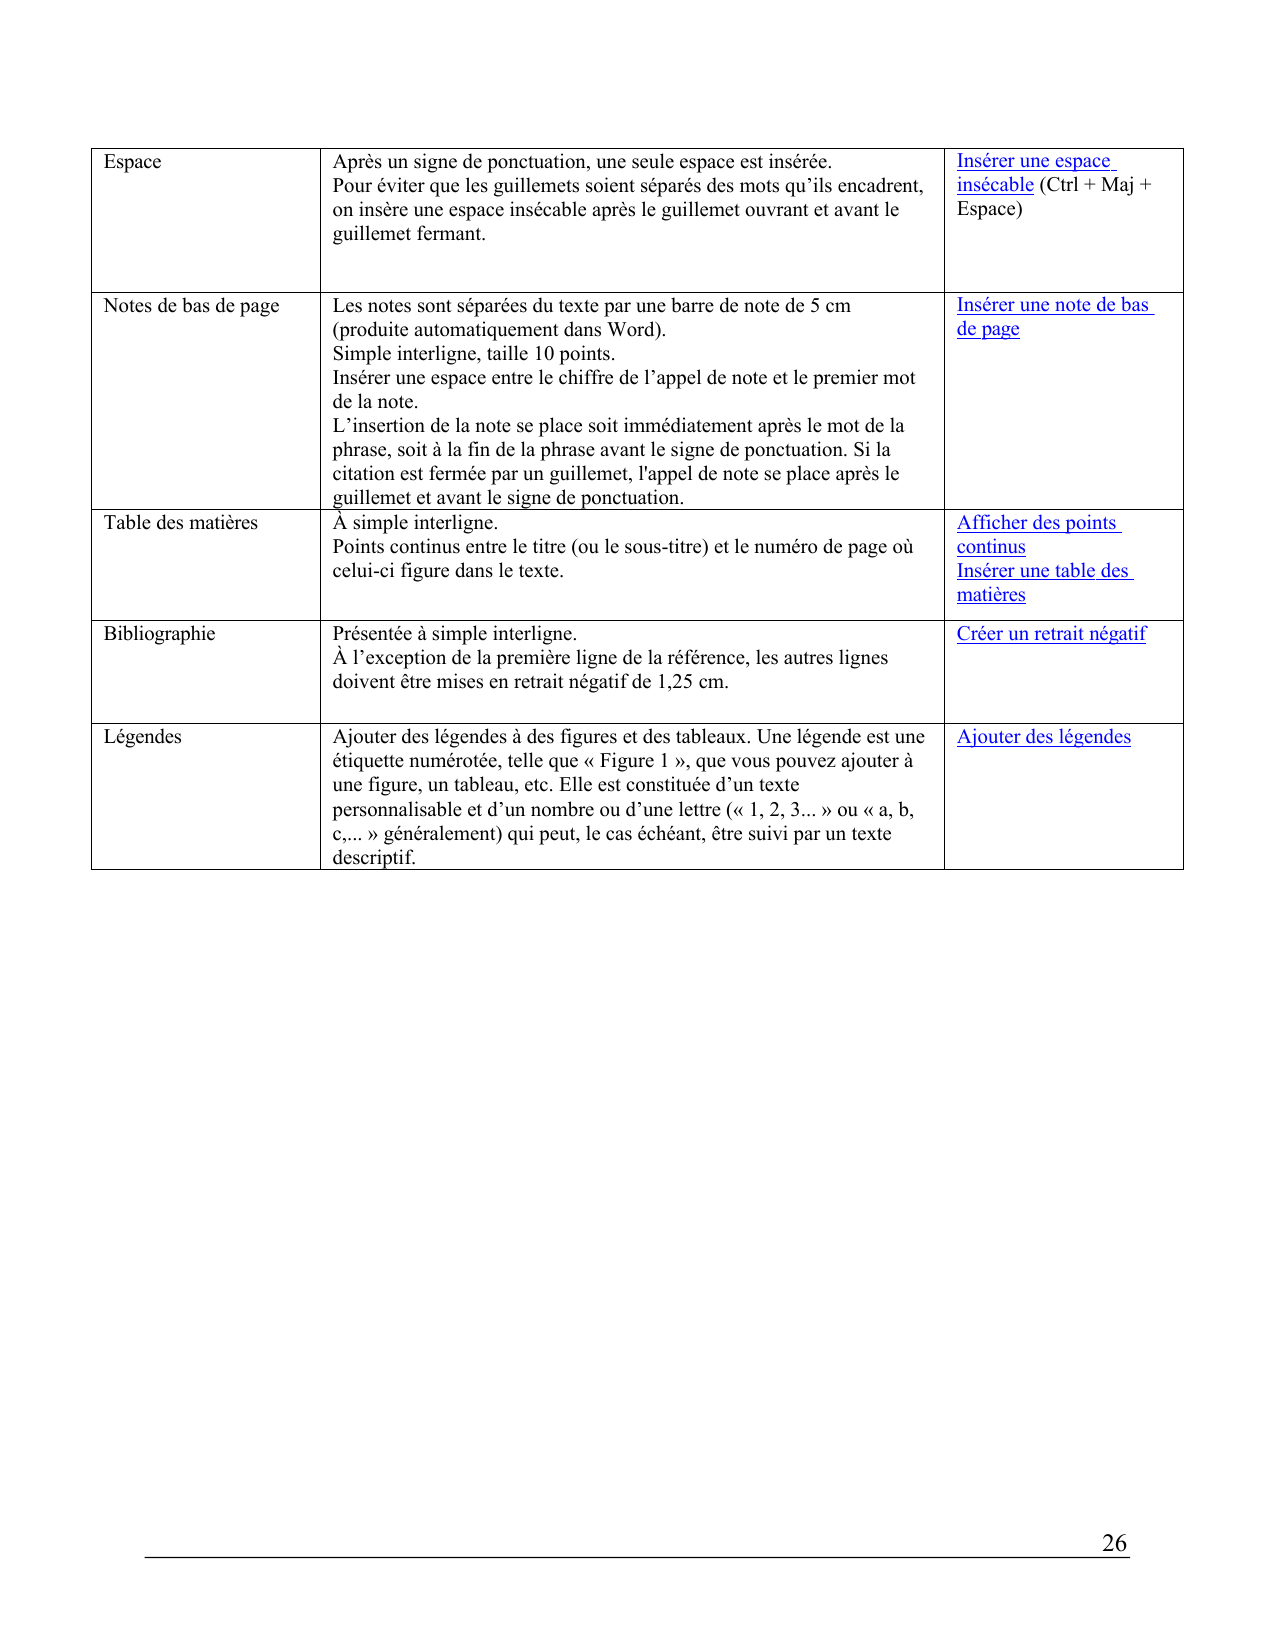 Espace
Après un signe de ponctuation, une seule espace est insérée.
Pour éviter que les guillemets soient séparés des mots qu’ils encadrent,
on insère une espace insécable après le guillemet ouvrant et avant le
guillemet fermant.
Insérer une espace
insécable (Ctrl + Maj +
Espace)
Notes de bas de page
Les notes sont séparées du texte par une barre de note de 5 cm
(produite automatiquement dans Word).
Simple interligne, taille 10 points.
Insérer une espace entre le chiffre de l’appel de note et le premier mot
de la note.
L’insertion de la note se place soit immédiatement après le mot de la
phrase, soit à la fin de la phrase avant le signe de ponctuation. Si la
citation est fermée par un guillemet, l'appel de note se place après le
guillemet et avant le signe de ponctuation.
Insérer une note de bas
de page
Table des matières
À simple interligne.
Points continus entre le titre (ou le sous-titre) et le numéro de page où
celui-ci figure dans le texte.
Afficher des points
continus
Insérer une table des
matières
Bibliographie
Présentée à simple interligne.
À l’exception de la première ligne de la référence, les autres lignes
doivent être mises en retrait négatif de 1,25 cm.
Créer un retrait négatif
Légendes
Ajouter des légendes à des figures et des tableaux. Une légende est une
étiquette numérotée, telle que « Figure 1 », que vous pouvez ajouter à
une figure, un tableau, etc. Elle est constituée d’un texte
personnalisable et d’un nombre ou d’une lettre (« 1, 2, 3... » ou « a, b,
c,... » généralement) qui peut, le cas échéant, être suivi par un texte
descriptif.
Ajouter des légendes
26